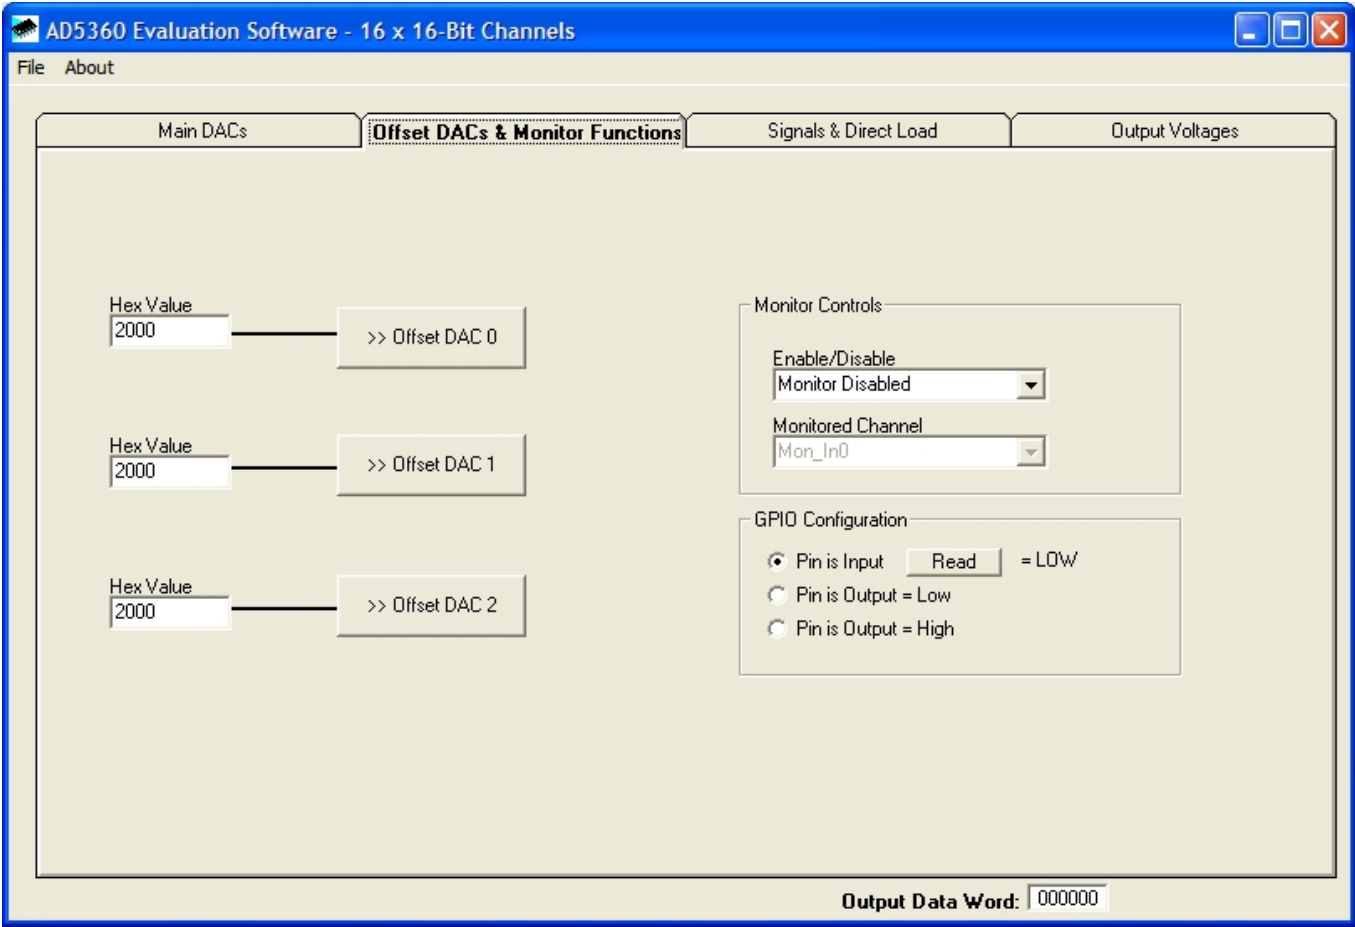 AD5360 Evaluation Software - 16 x 16-Bit Channels
File About
Main DACs Offset DACs & Monitor Functions Signals & Direct Load Output Voltages
Hex Value
2000
>> Offset DAC 0
Hex Value
2000
>> Offset DAC 1
Hex Value
2000
>> Offset DAC 2
Monitor Controls
Enable/Disable
Monitor Disabled
Monitored Channel
Mon_In0
GPIO Configuration
Pin is Input Read = LOW
Pin is Output = Low
Pin is Output = High
Output Data Word: 000000